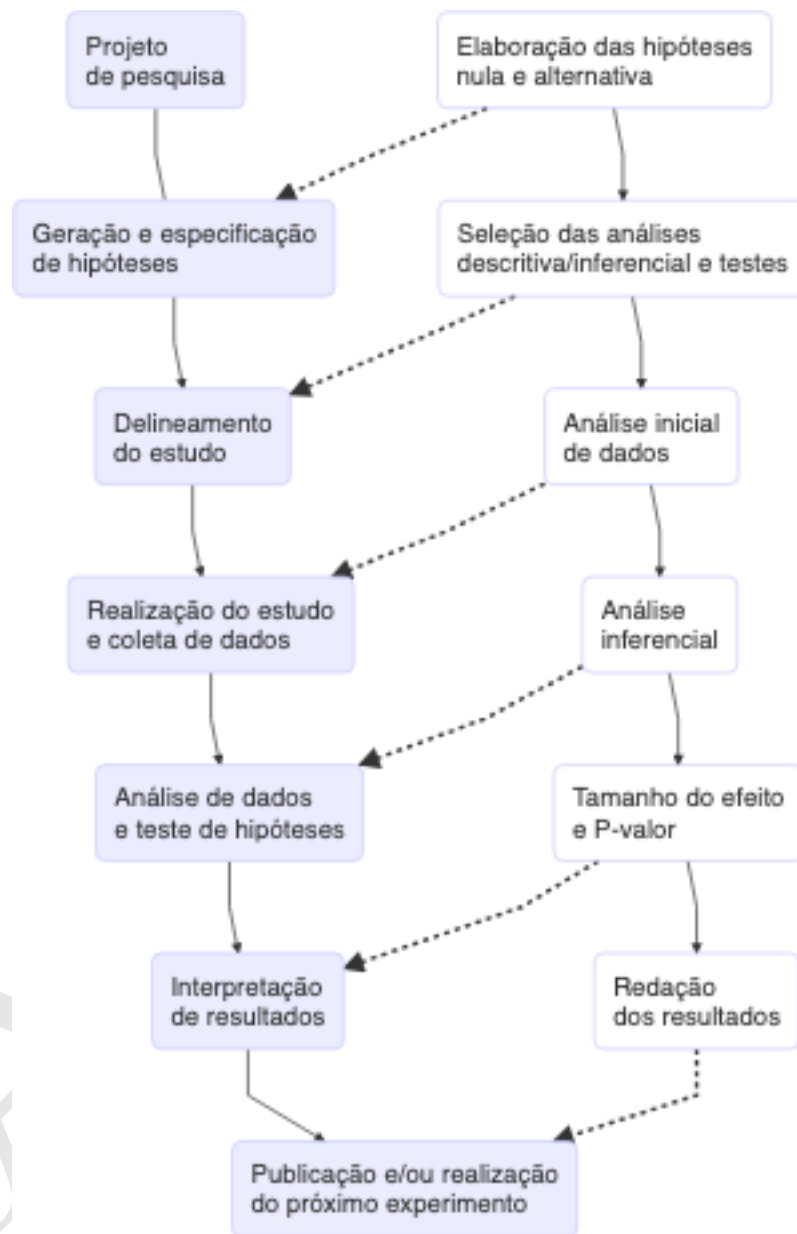 Projeto
de pesquisa
Elaboração das hipóteses
nula e alternativa
Geração e especificação
de hipóteses
Seleção das análises
descritiva/inferencial e testes
Delineamento
do estudo
Análise inicial
de dados
Realização do estudo
e coleta de dados
Análise
inferencial
Análise de dados
e teste de hipóteses
Tamanho do efeito
e P-valor
Interpretação
de resultados
Redação
dos resultados
Publicação e/ou realização
do próximo experimento